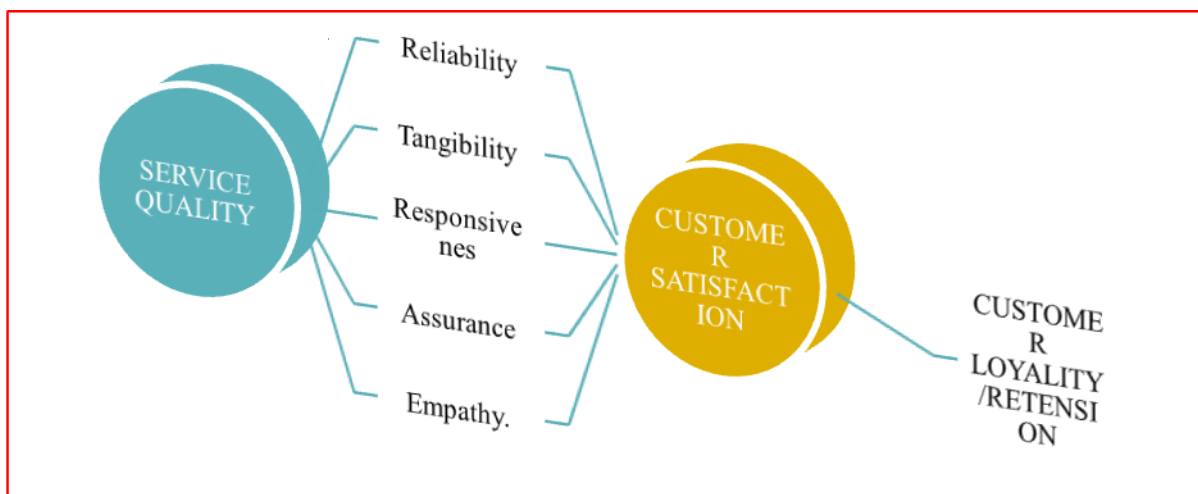 SERVICE
QUALITY
Reliability
Tangibility
Responsive
nes
Assurance
Empathy.
CUSTOME
R
SATISFACT
ION
CUSTOME
R
LOYALITY
/RETENSI
ON